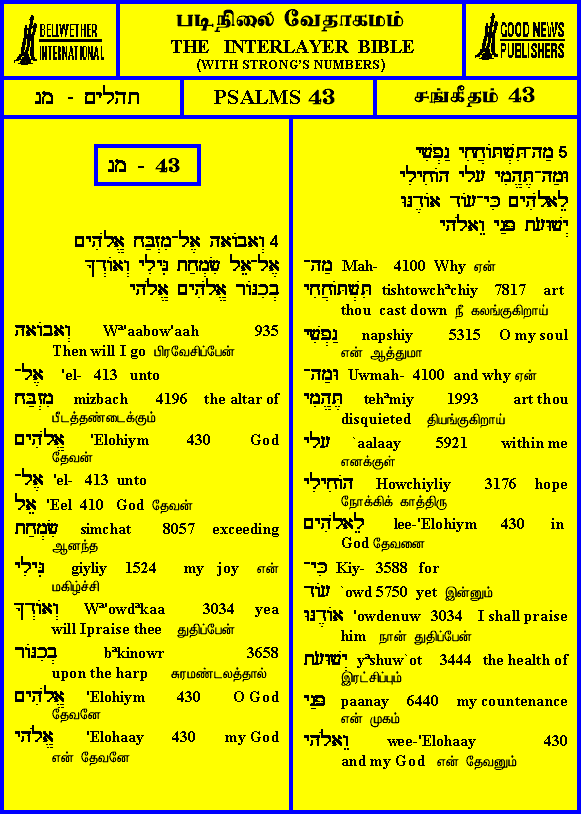 BELLWETHER
INTERNATIONAL
படிநிலை வேதாகமம்
THE INTERLAYER BIBLE
(WITH STRONG'S NUMBERS)
GOOD NEWS
PUBLISHERS
תהלים - מג
PSALMS 43
சங்கீதம் 43
מג - 43
4 וְאָבוֹאָה אֶל־מִזְבַּח אֱלֹהִים
אֶל־אֵל שִׂמְחַת גִּילִי וְאוֹדְךָ
בְכִנּוֹר אֱלֹהִים אֱלֹהָי
וְאָבוֹאָה Wᵃ'aabow'aah 935
Then will I go பிரவேசிப்பேன்
אֶל־ 'el- 413 unto
מִזְבַּח mizbach 4196 the altar of
பீடத்தண்டைக்கும்
אֱלֹהִים 'Elohiym 430 God
தேவன்
אֶל־ 'el- 413 unto
אֵל 'Eel 410 God தேவன்
שִׂמְחַת simchat 8057 exceeding
ஆனந்த
גִּילִי giyliy 1524 my joy என்
மகிழ்ச்சி
וְאוֹדְךָ Wᵃ'owdᵃkaa 3034 yea
will Ipraise thee துதிப்பேன்
בְכִנּוֹר bᵃkinowr 3658
upon the harp சுரமண்டலத்தால்
אֱלֹהִים 'Elohiym 430 O God
தேவனே
אֱלֹהָי 'Elohaay 430 my God
என் தேவனே
5 מַה־תִּשְׁתּוֹחֲחִי נַפְשִׁי
וּמַה־תֶּהֱמִי עָלַי הוֹחִילִי
לֵאלֹהִים כִּי־עוֹד אוֹדֶנּוּ
יְשׁוּעֹת פָּנַי וֵאלֹהָי
מַה־ Mah- 4100 Why ஏன்
תִּשְׁתּוֹחֲחִי tishtowchᵃchiy 7817 art
thou cast down நீ கலங்குகிறாய்
נַפְשִׁי napshiy 5315 O my soul
என் ஆத்துமா
וּמַה־ Uwmah- 4100 and why ஏன்
תֶּהֱמִי tehᵃmiy 1993 art thou
disquieted தியங்குகிறாய்
עָלַי `aalaay 5921 within me
எனக்குள்
הוֹחִילִי Howchiyliy 3176 hope
நோக்கிக் காத்திரு
לֵאלֹהִים lee-'Elohiym 430 in
God தேவனை
כִּי־ Kiy- 3588 for
עוֹד `owd 5750 yet இன்னும்
אוֹדֶנּוּ 'owdenuw 3034 I shall praise
him நான் துதிப்பேன்
יְשׁוּעֹת yᵃshuw`ot 3444 the health of
இரட்சிப்பும்
פָּנַי paanay 6440 my countenance
என் முகம்
וֵאלֹהָי wee-'Elohaay 430
and my God என் தேவனும்